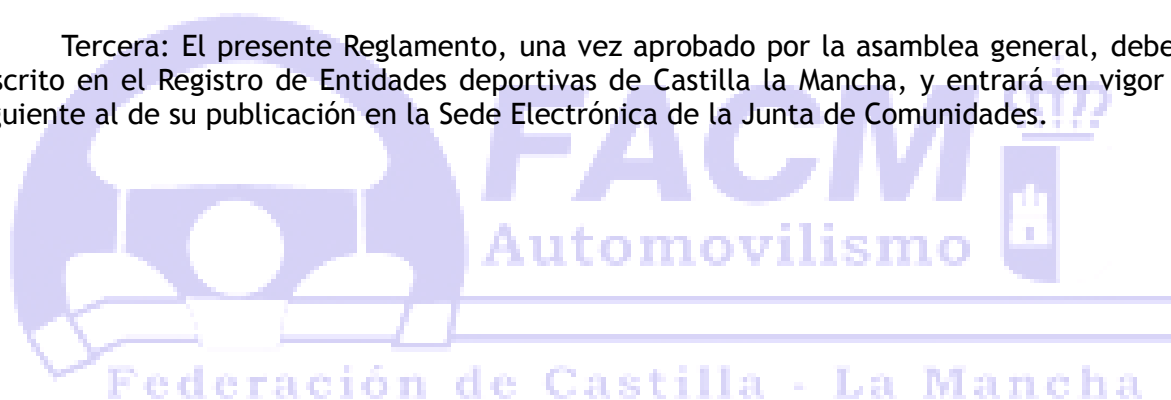 Tercera: El presente Reglamento, una vez aprobado por la asamblea general, debe
scrito en el Registro de Entidades deportivas de Castilla la Mancha, y entrará en vigor
guiente al de su publicación en la Sede Electrónica de la Junta de Comunidades.
FACM
Automovilismo
Federación de Castilla - La Mancha